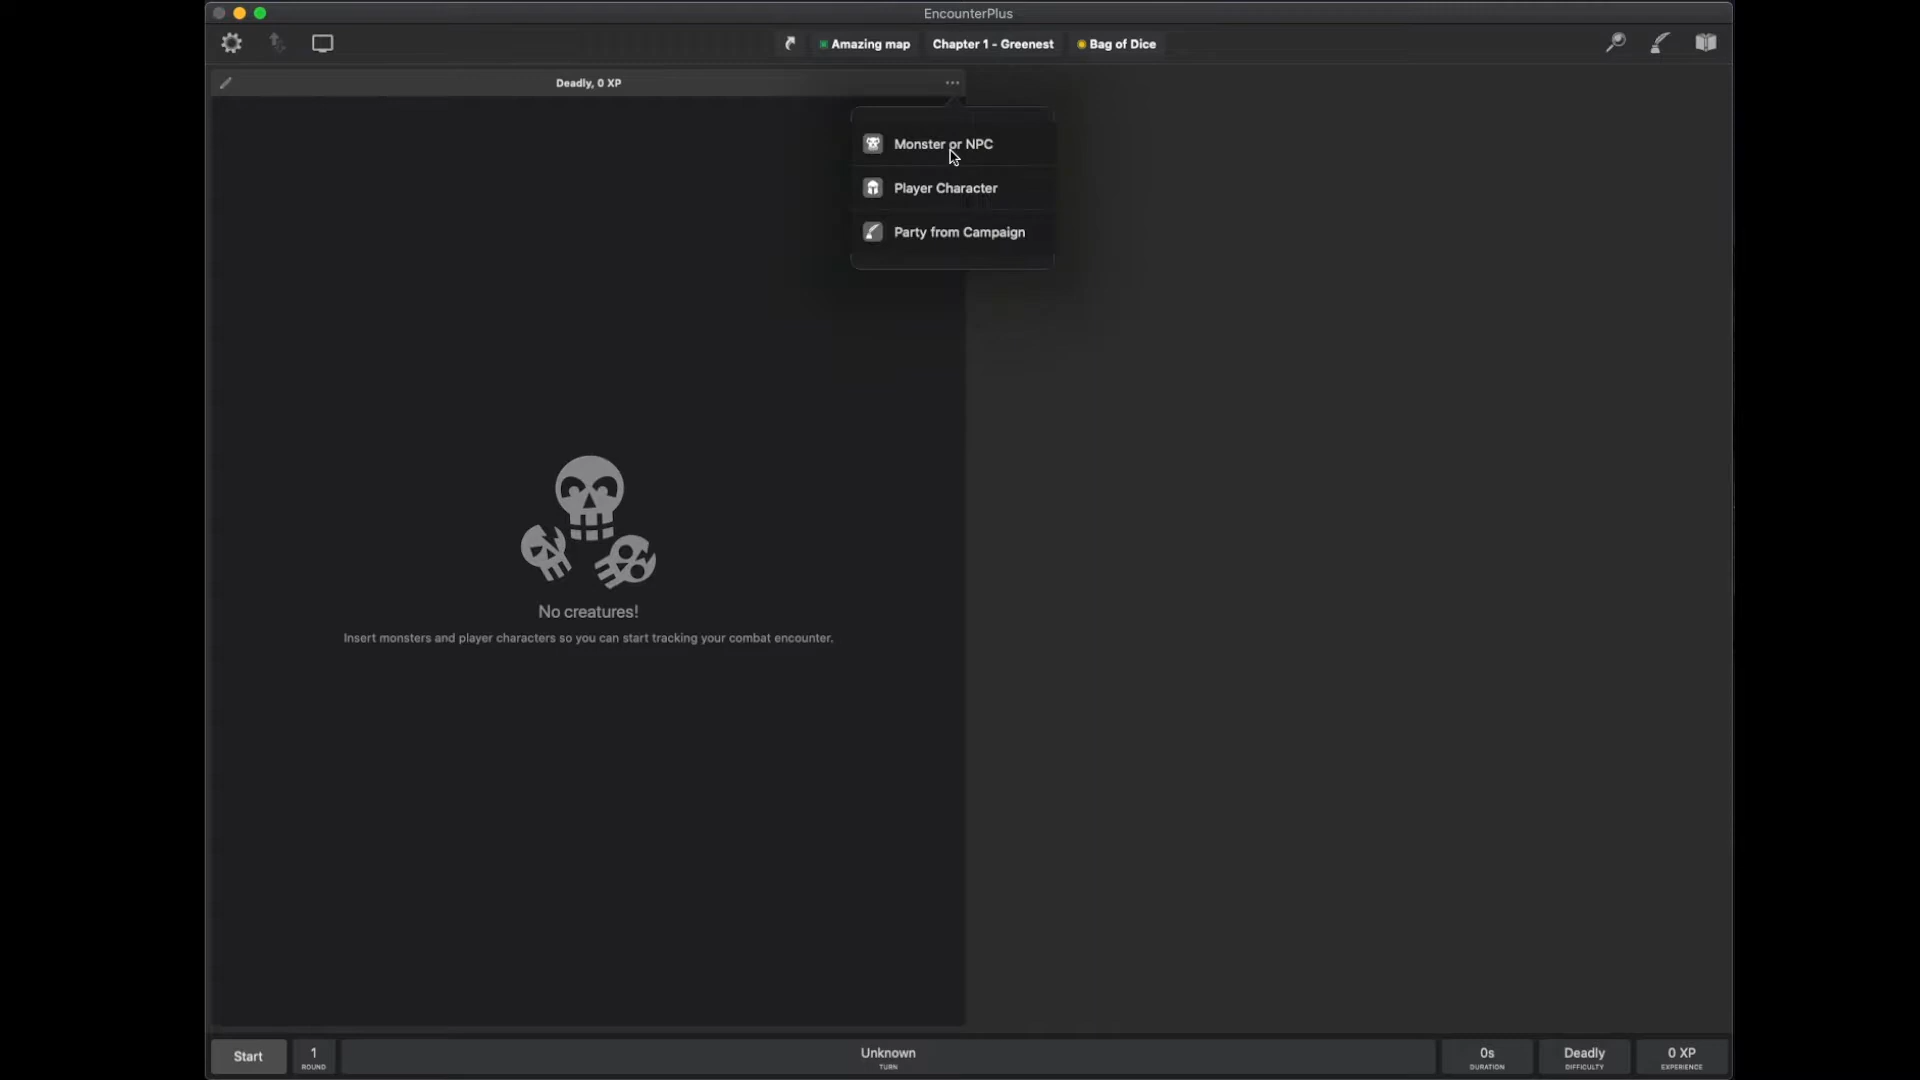 EncounterPlus
Amazing map
Chapter 1 - Greenest
Bag of Dice
Deadly, 0 XP
Monster or NPC
Player Character
Party from Campaign
No creatures!
Insert monsters and player characters so you can start tracking your combat encounter.
Start
1
ROUND
Unknown
TURN
0s
DURATION
Deadly
DIFFICULTY
0 XP
EXPERIENCE